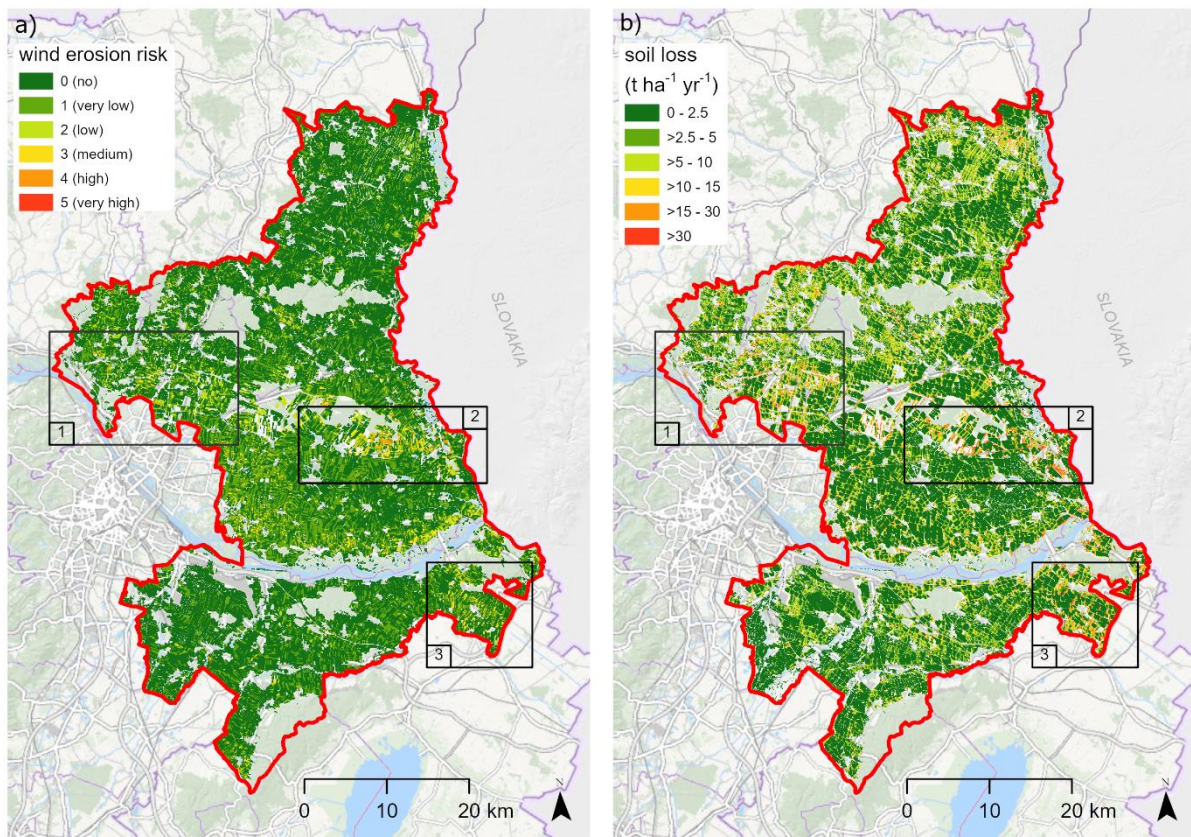 a)
wind erosion risk
0 (no)
1 (very low)
2 (low)
3 (medium)
4 (high)
5 (very high)
SLOVAKIA
1
2
3
0 10 20 km
N
b)
soil loss
(t ha⁻¹ yr⁻¹)
0 - 2.5
>2.5 - 5
>5 - 10
>10 - 15
>15 - 30
>30
SLOVAKIA
1
2
3
0 10 20 km
N